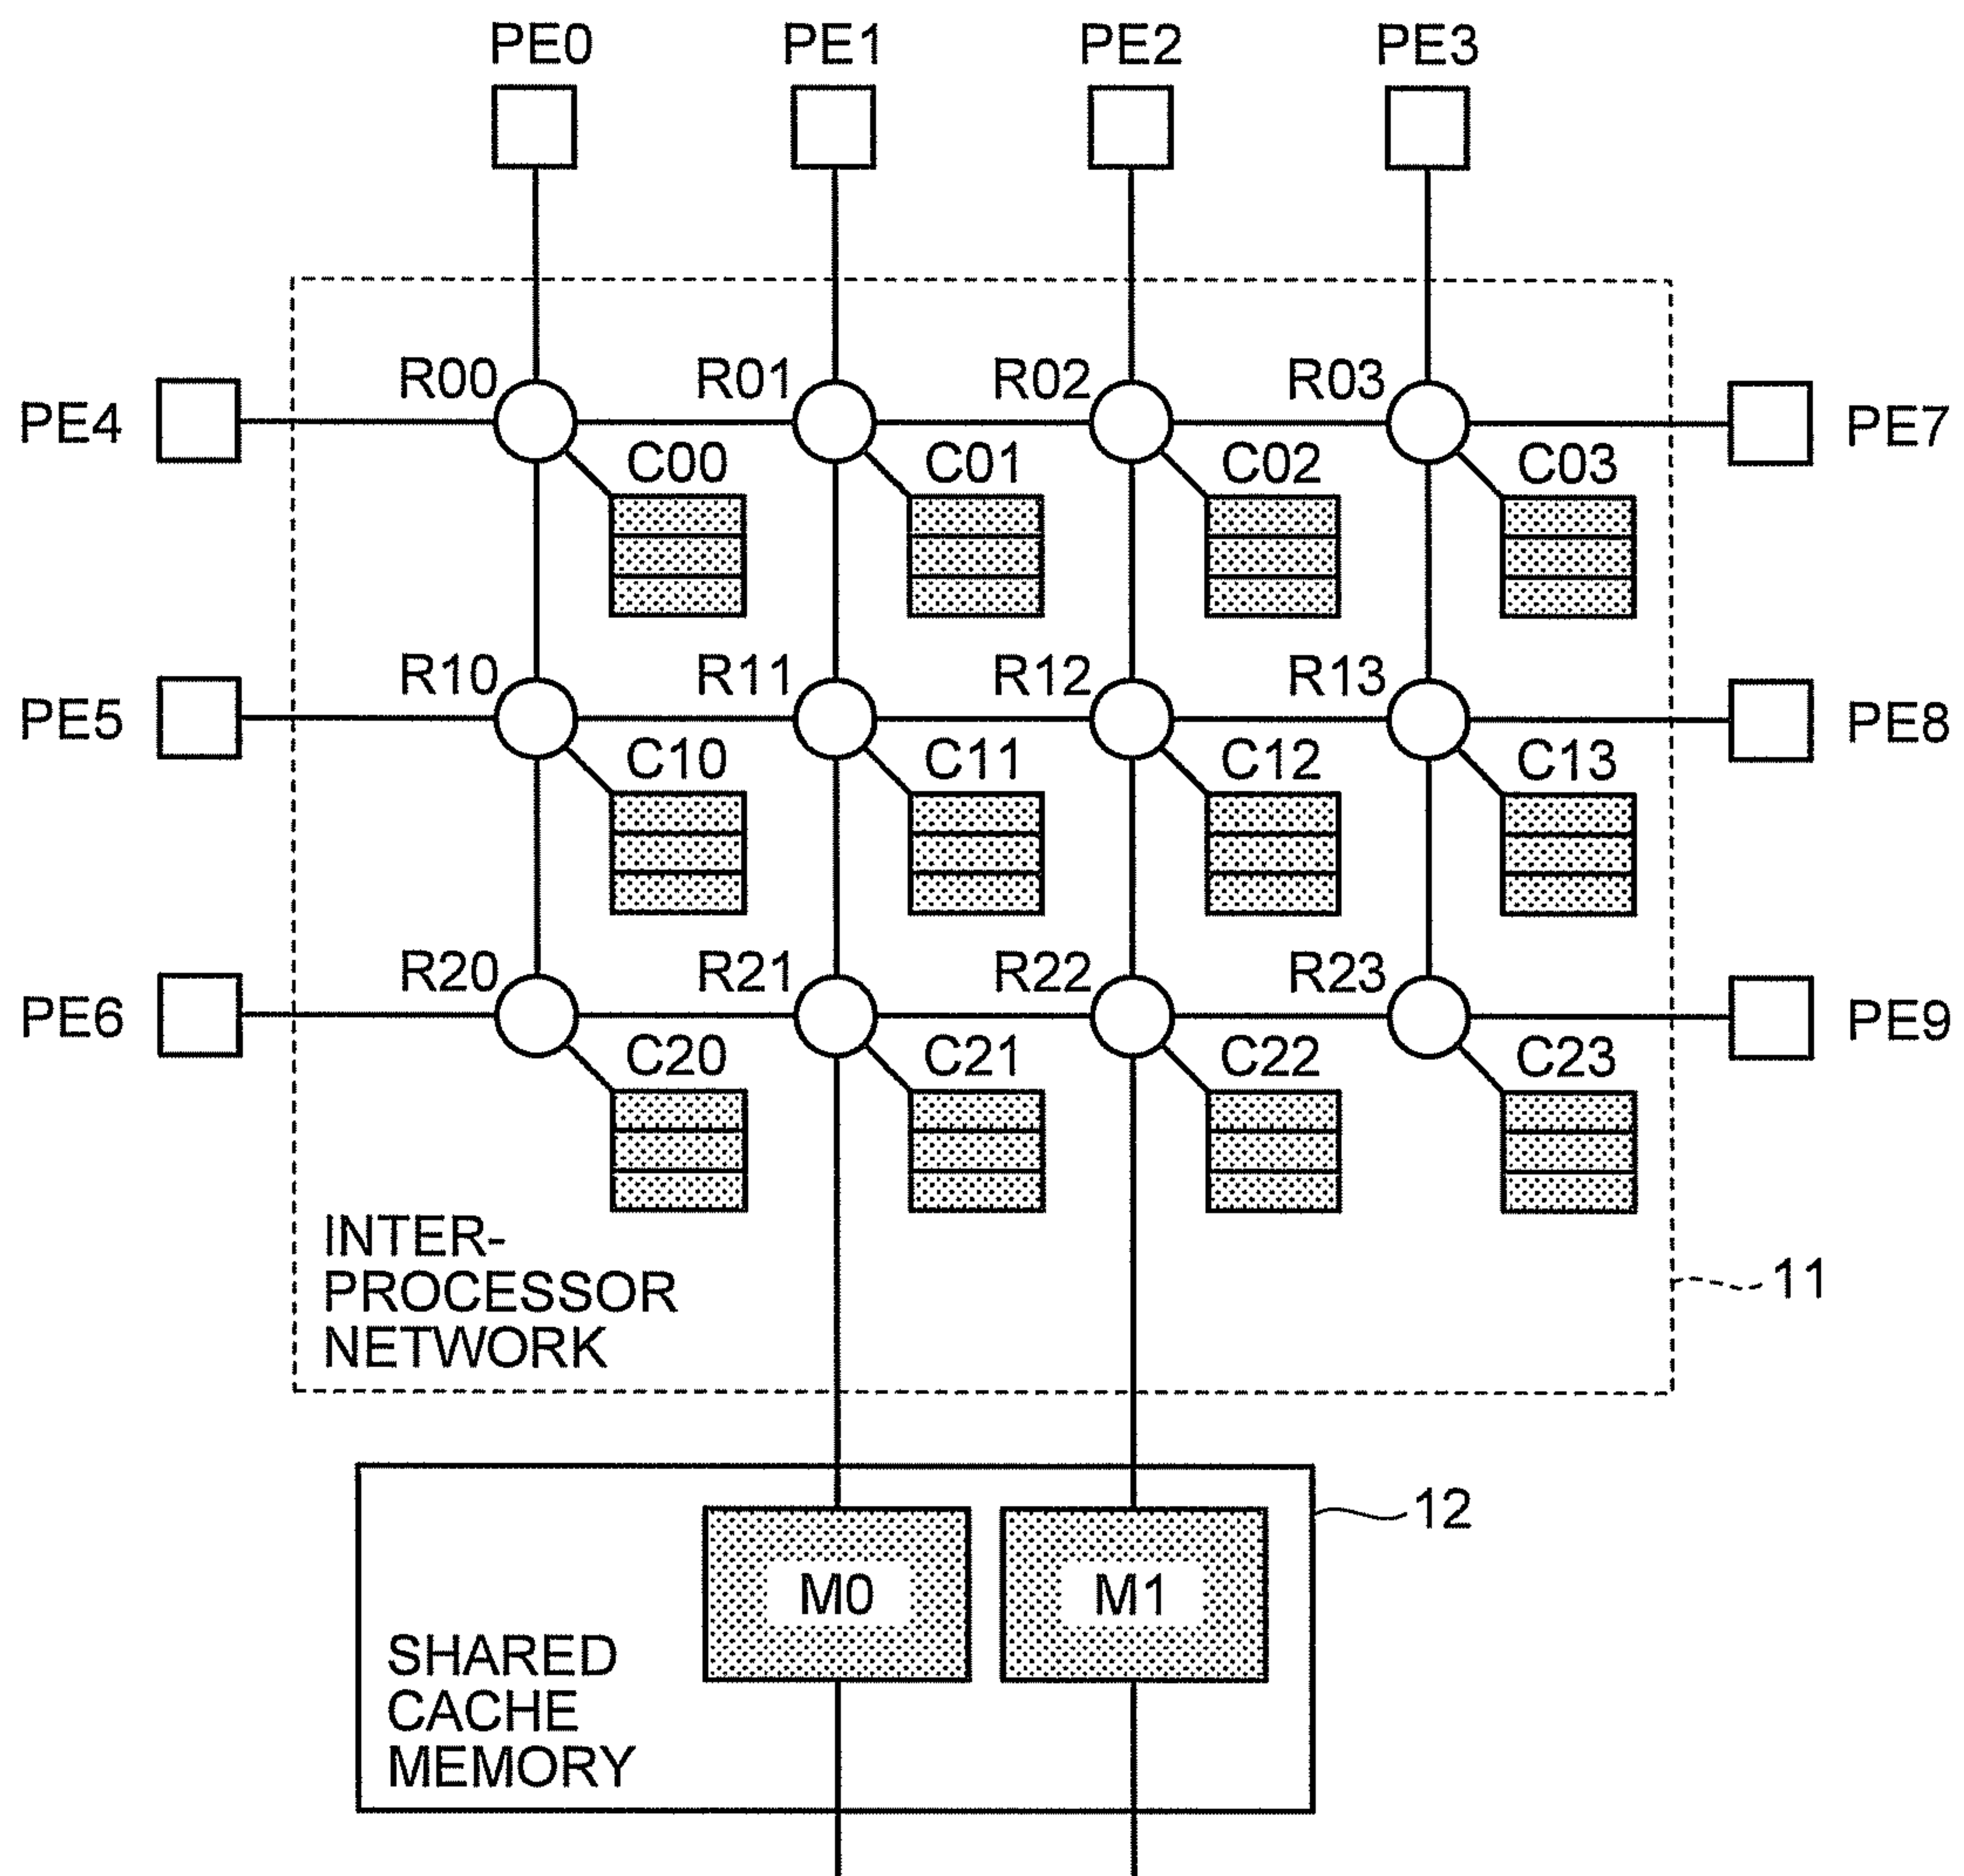 PE0 PE1 PE2 PE3
R00 R01 R02 R03
PE4 PE7
C00 C01 C02 C03
R10 R11 R12 R13
PE5 PE8
C10 C11 C12 C13
R20 R21 R22 R23
PE6 PE9
C20 C21 C22 C23
INTER-
PROCESSOR
NETWORK
11
12
M0 M1
SHARED
CACHE
MEMORY